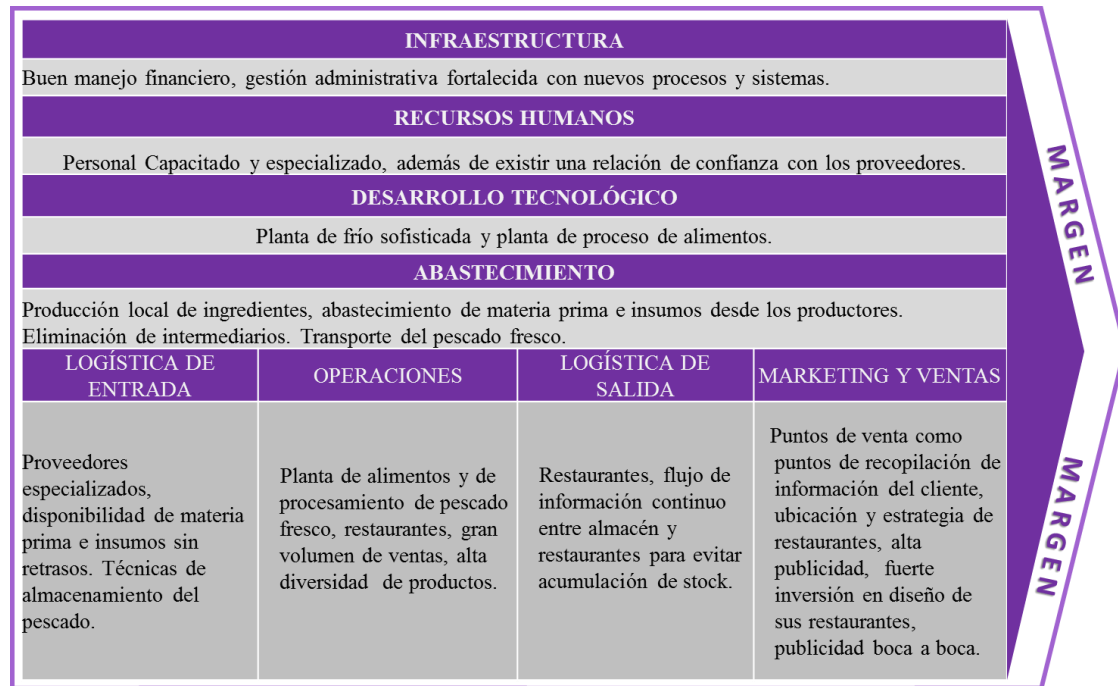 INFRAESTRUCTURA
Buen manejo financiero, gestión administrativa fortalecida con nuevos procesos y sistemas.
RECURSOS HUMANOS
Personal Capacitado y especializado, además de existir una relación de confianza con los proveedores.
DESARROLLO TECNOLÓGICO
Planta de frío sofisticada y planta de proceso de alimentos.
ABASTECIMIENTO
Producción local de ingredientes, abastecimiento de materia prima e insumos desde los productores.
Eliminación de intermediarios. Transporte del pescado fresco.
LOGÍSTICA DE
ENTRADA
Proveedores
especializados,
disponibilidad de materia
prima e insumos sin
retrasos. Técnicas de
almacenamiento del
pescado.
OPERACIONES
Planta de alimentos y de
procesamiento de pescado
fresco, restaurantes, gran
volumen de ventas, alta
diversidad de productos.
LOGÍSTICA DE
SALIDA
Restaurantes, flujo de
información continuo
entre almacén y
restaurantes para evitar
acumulación de stock.
MARKETING Y VENTAS
Puntos de venta como
puntos de recopilación de
información del cliente,
ubicación y estrategia de
restaurantes, alta
publicidad, fuerte
inversión en diseño de
sus restaurantes,
publicidad boca a boca.
MARGEN
MARGEN